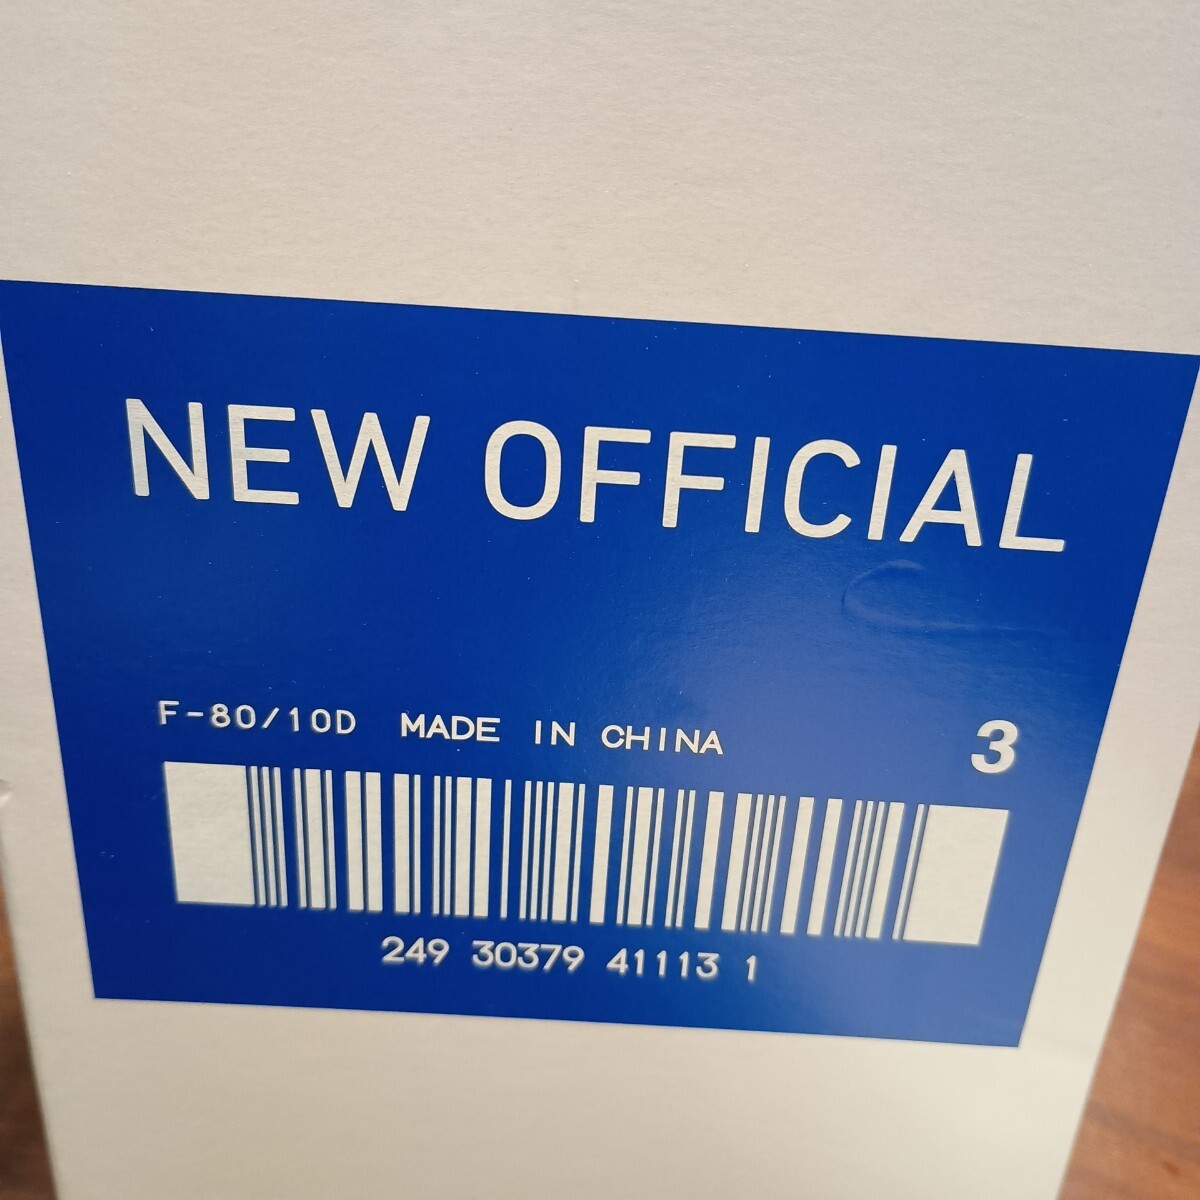 NEW OFFICIAL
F-80/10D MADE IN CHINA 3
249 30379 41113 1